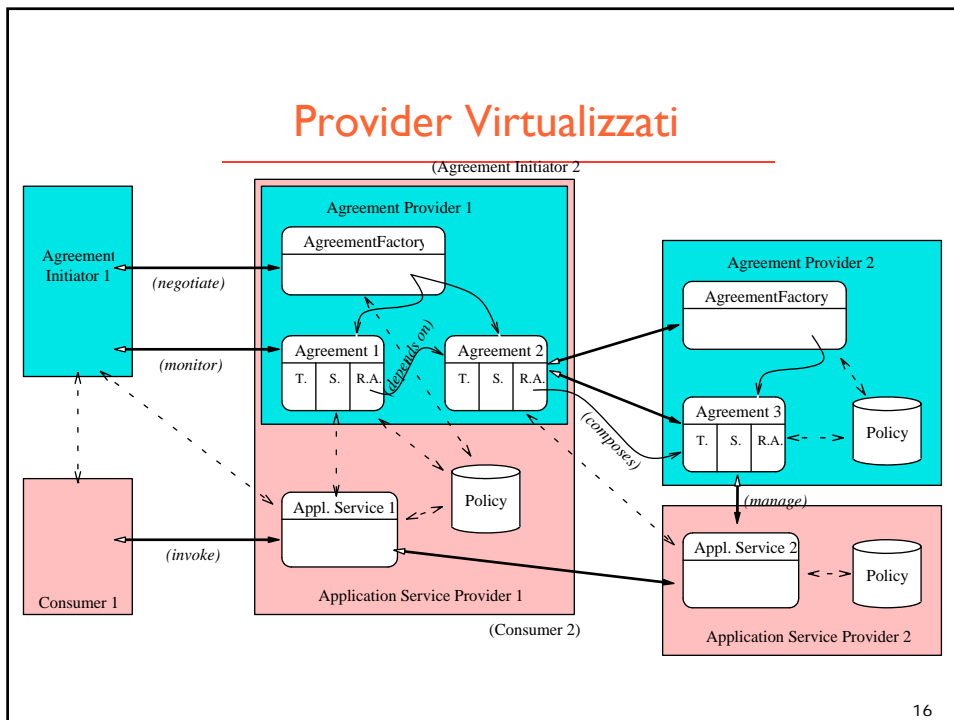 Provider Virtualizzati
(Agreement Initiator 2
Agreement Provider 1
AgreementFactory
Agreement
Initiator 1
(negotiate)
(monitor)
Agreement 1
T. S. R.A.
(depends on)
Agreement 2
T. S. R.A.
Agreement Provider 2
AgreementFactory
Agreement 3
T. S. R.A.
Policy
(composes)
(manage)
Appl. Service 1
Policy
(invoke)
Consumer 1
Application Service Provider 1
(Consumer 2)
Appl. Service 2
Policy
Application Service Provider 2
16